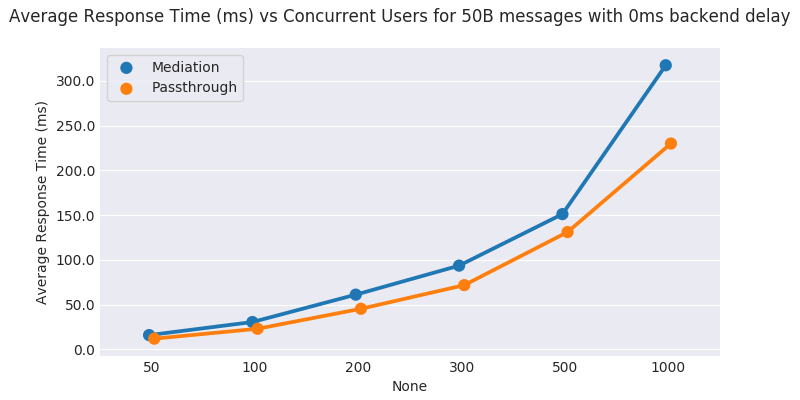 Average Response Time (ms) vs Concurrent Users for 50B messages with 0ms backend delay
Mediation
Passthrough
Average Response Time (ms)
300.0
250.0
200.0
150.0
100.0
50.0
0.0
50 100 200 300 500 1000
None